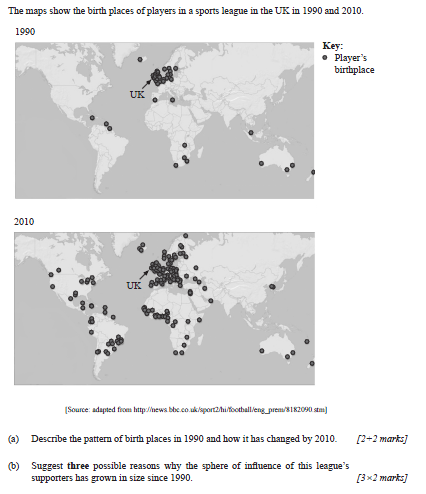 The maps show the birth places of players in a sports league in the UK in 1990 and 2010.
1990
Key:
Player's
birthplace
UK
2010
UK
[Source: adapted from http://news.bbc.co.uk/sport2/hi/football/eng_prem/8182090.stm]
(a) Describe the pattern of birth places in 1990 and how it has changed by 2010. [2+2 marks]
(b) Suggest three possible reasons why the sphere of influence of this league's
supporters has grown in size since 1990. [3×2 marks]